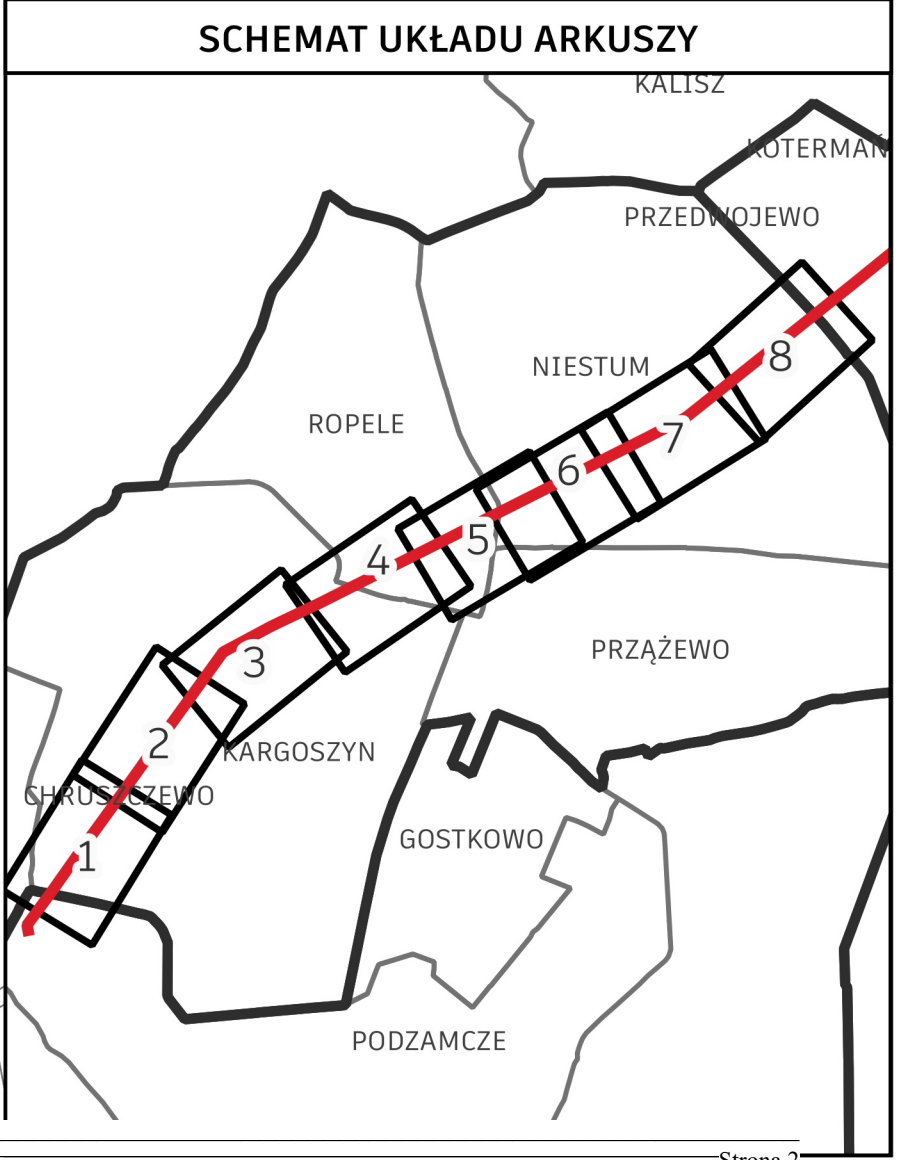 SCHEMAT UKŁADU ARKUSZY
KALISZ
KOTERMAŃ
PRZEDWOJEWO
8
NIESTUM
ROPELE
7
6
5
4
PRZĄŻEWO
3
2
KARGOSZYN
CHRUSZCZEWO
GOSTKOWO
1
PODZAMCZE
Strona 2